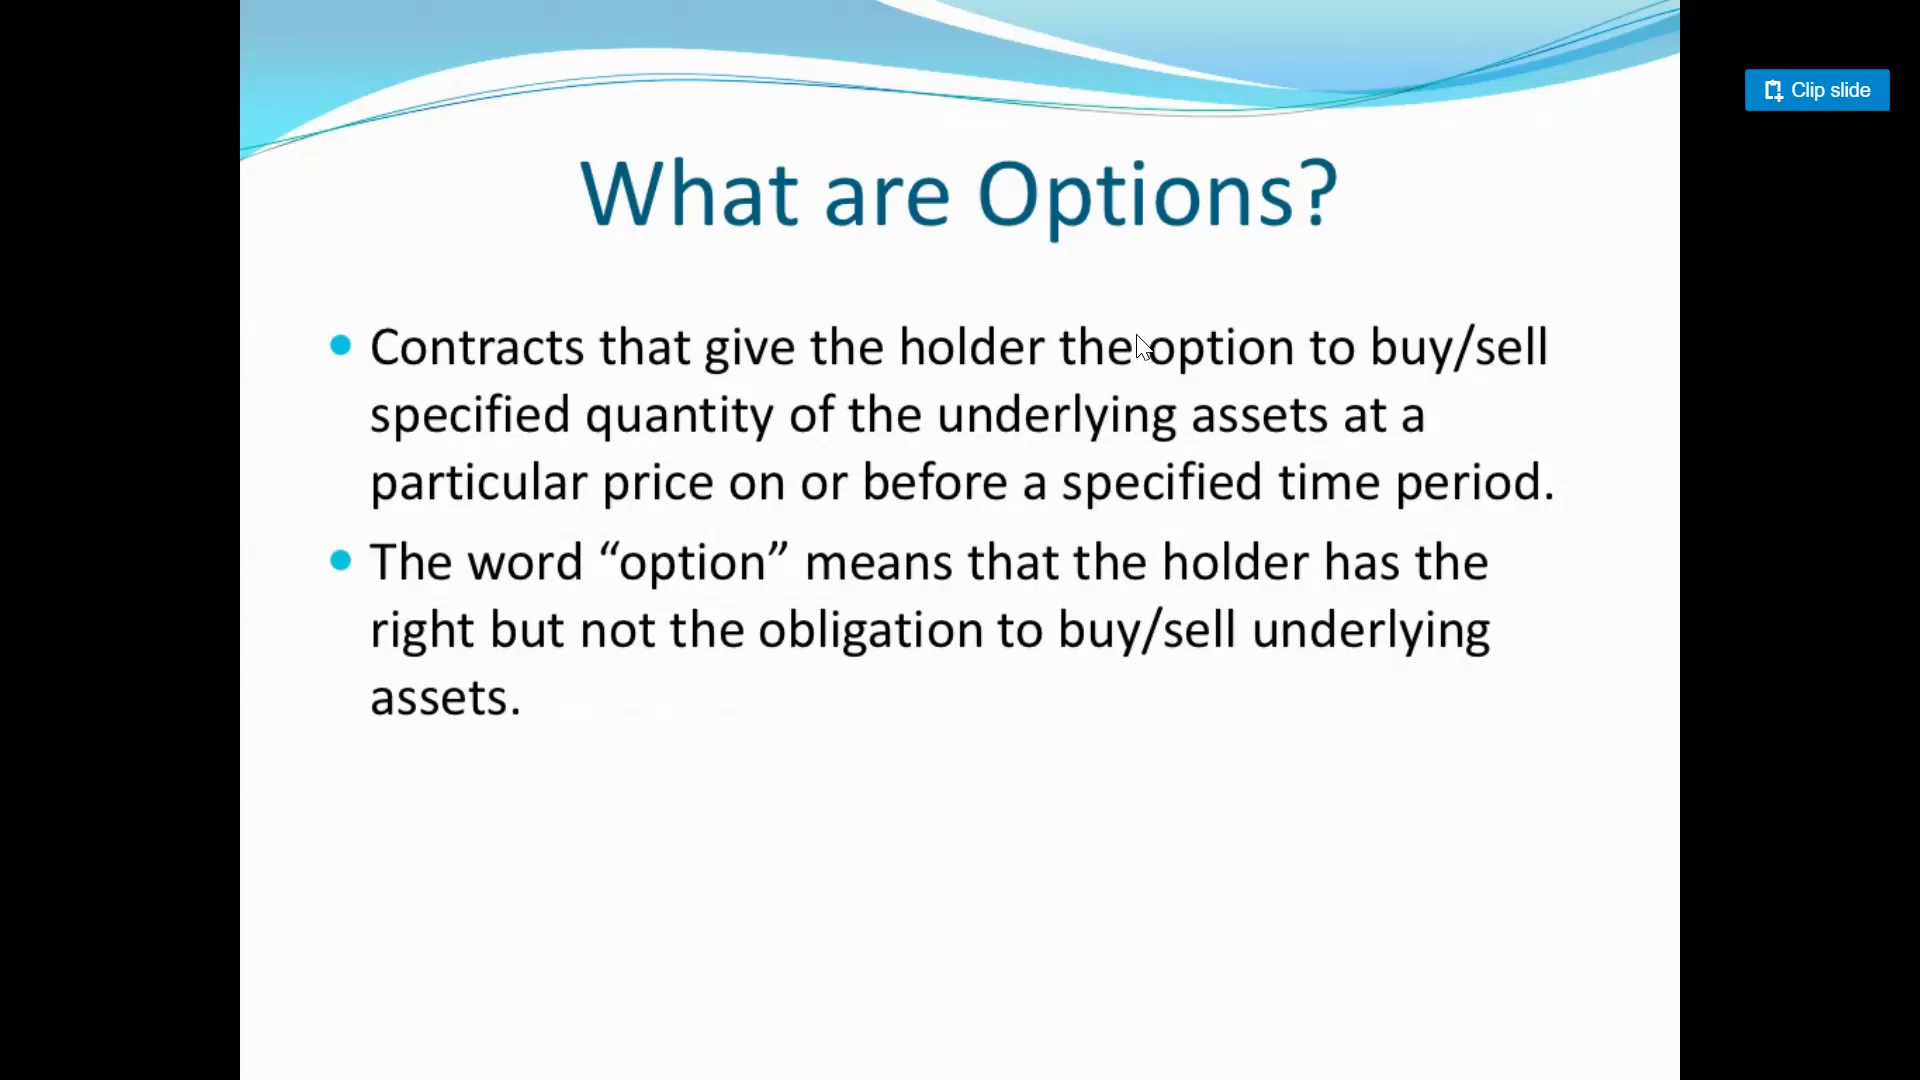 Clip slide
What are Options?
• Contracts that give the holder the option to buy/sell
specified quantity of the underlying assets at a
particular price on or before a specified time period.
• The word “option” means that the holder has the
right but not the obligation to buy/sell underlying
assets.